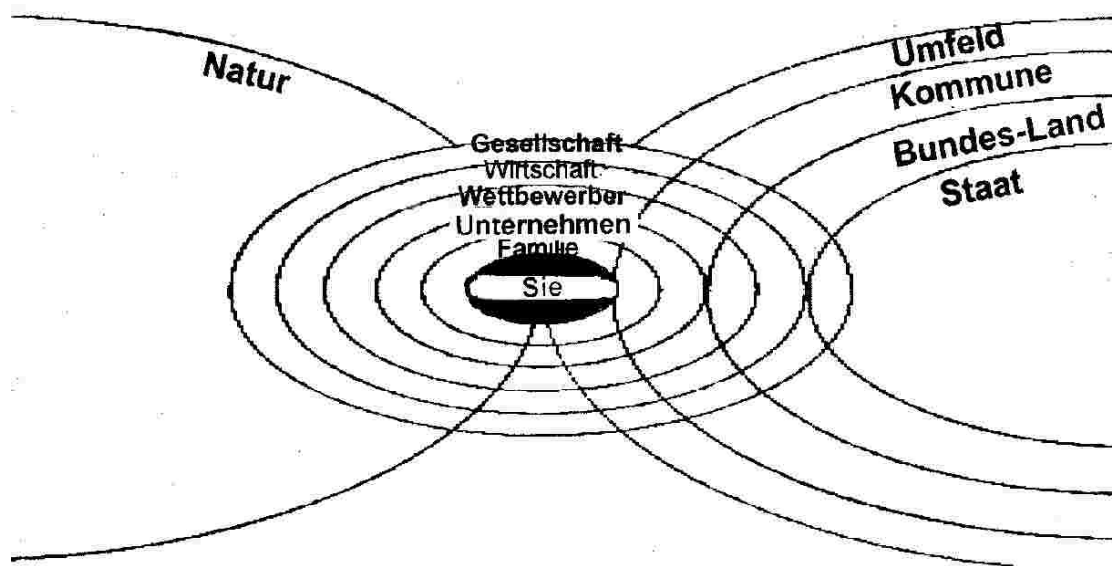 Natur
Umfeld
Kommune
Bundes-Land
Staat
Gesellschaft
Wirtschaft
Wettbewerber
Unternehmen
Familie
Sie